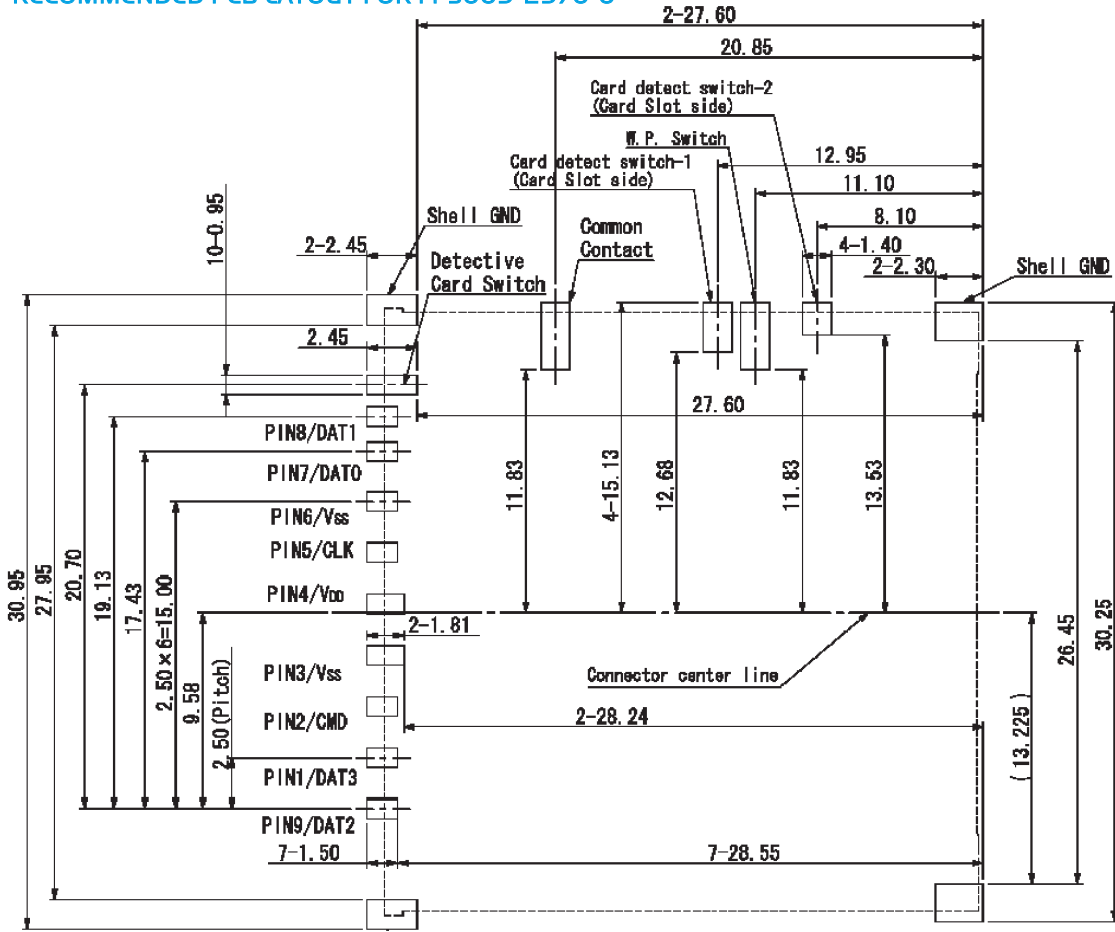 2-27.60
20.85
Card detect switch-2
(Card Slot side)
W.P. Switch
12.95
Card detect switch-1
(Card Slot side)
11.10
10-0.95
Shell GND
Common
Contact
8.10
2-2.45
4-1.40
Detective
Card Switch
2-2.30
Shell GND
2.45
27.60
PIN8/DAT1
PIN7/DAT0
PIN6/Vss
PIN5/CLK
PIN4/VDD
2-1.81
PIN3/Vss
PIN2/CMD
PIN1/DAT3
PIN9/DAT2
30.95
27.95
20.70
19.13
17.43
2.50×6=15.00
9.58
2.50(Pitch)
11.83
4-15.13
12.68
11.83
13.53
26.45
30.25
Connector center line
2-28.24
(13.225)
7-1.50
7-28.55